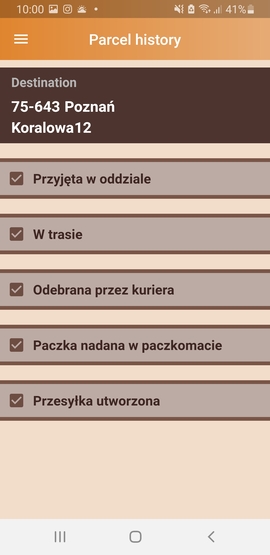 10:00
41%
Parcel history
Destination
75-643 Poznań
Koralowa12
Przyjęta w oddziale
W trasie
Odebrana przez kuriera
Paczka nadana w paczkomacie
Przesyłka utworzona